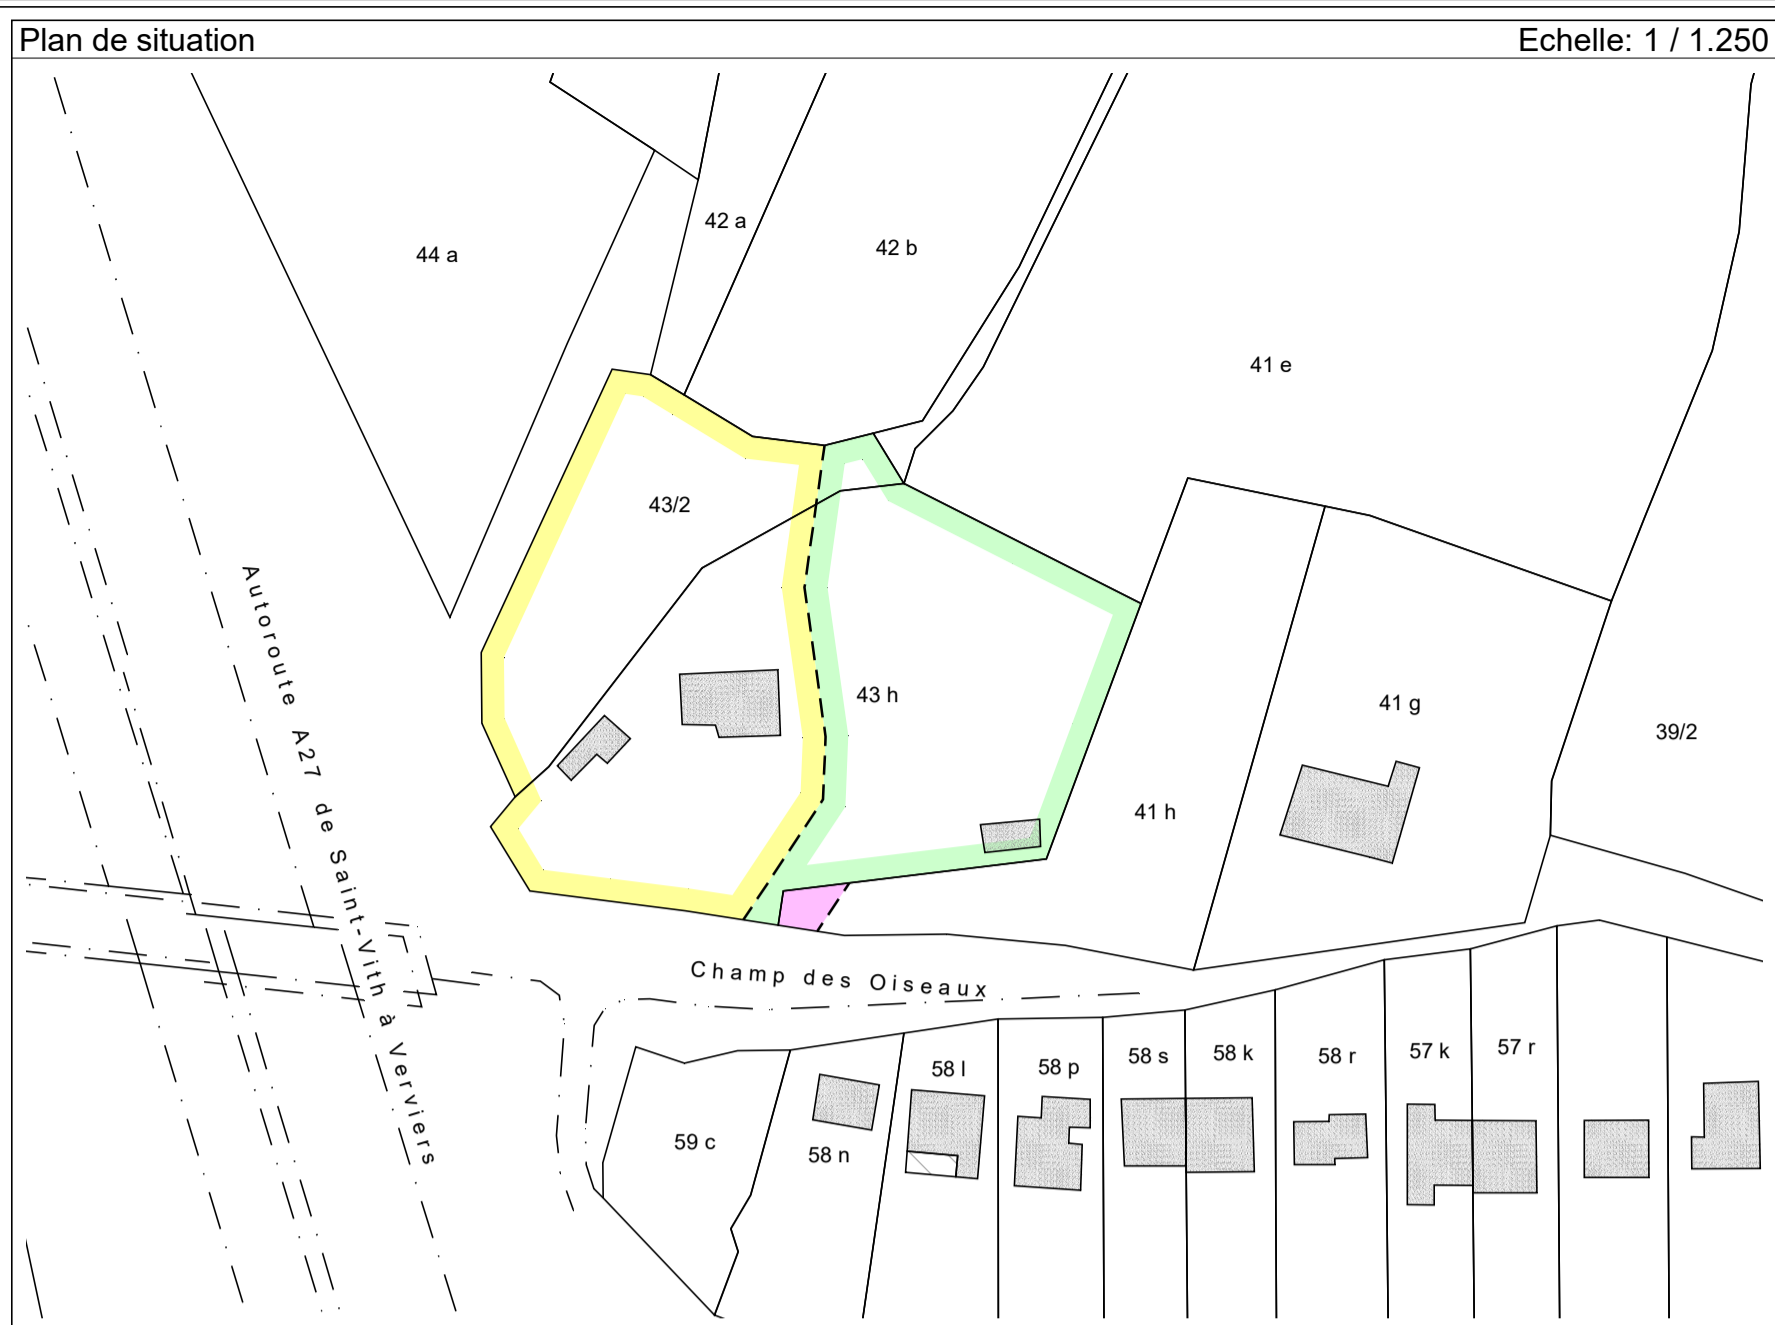 Plan de situation
Echelle: 1 / 1.250
42 a
42 b
44 a
41 e
43/2
43 h
41 g
39/2
41 h
Autoroute A27 de Saint-Vith à Verviers
Champ des Oiseaux
58 l
58 p
58 s
58 k
58 r
57 k
57 r
59 c
58 n